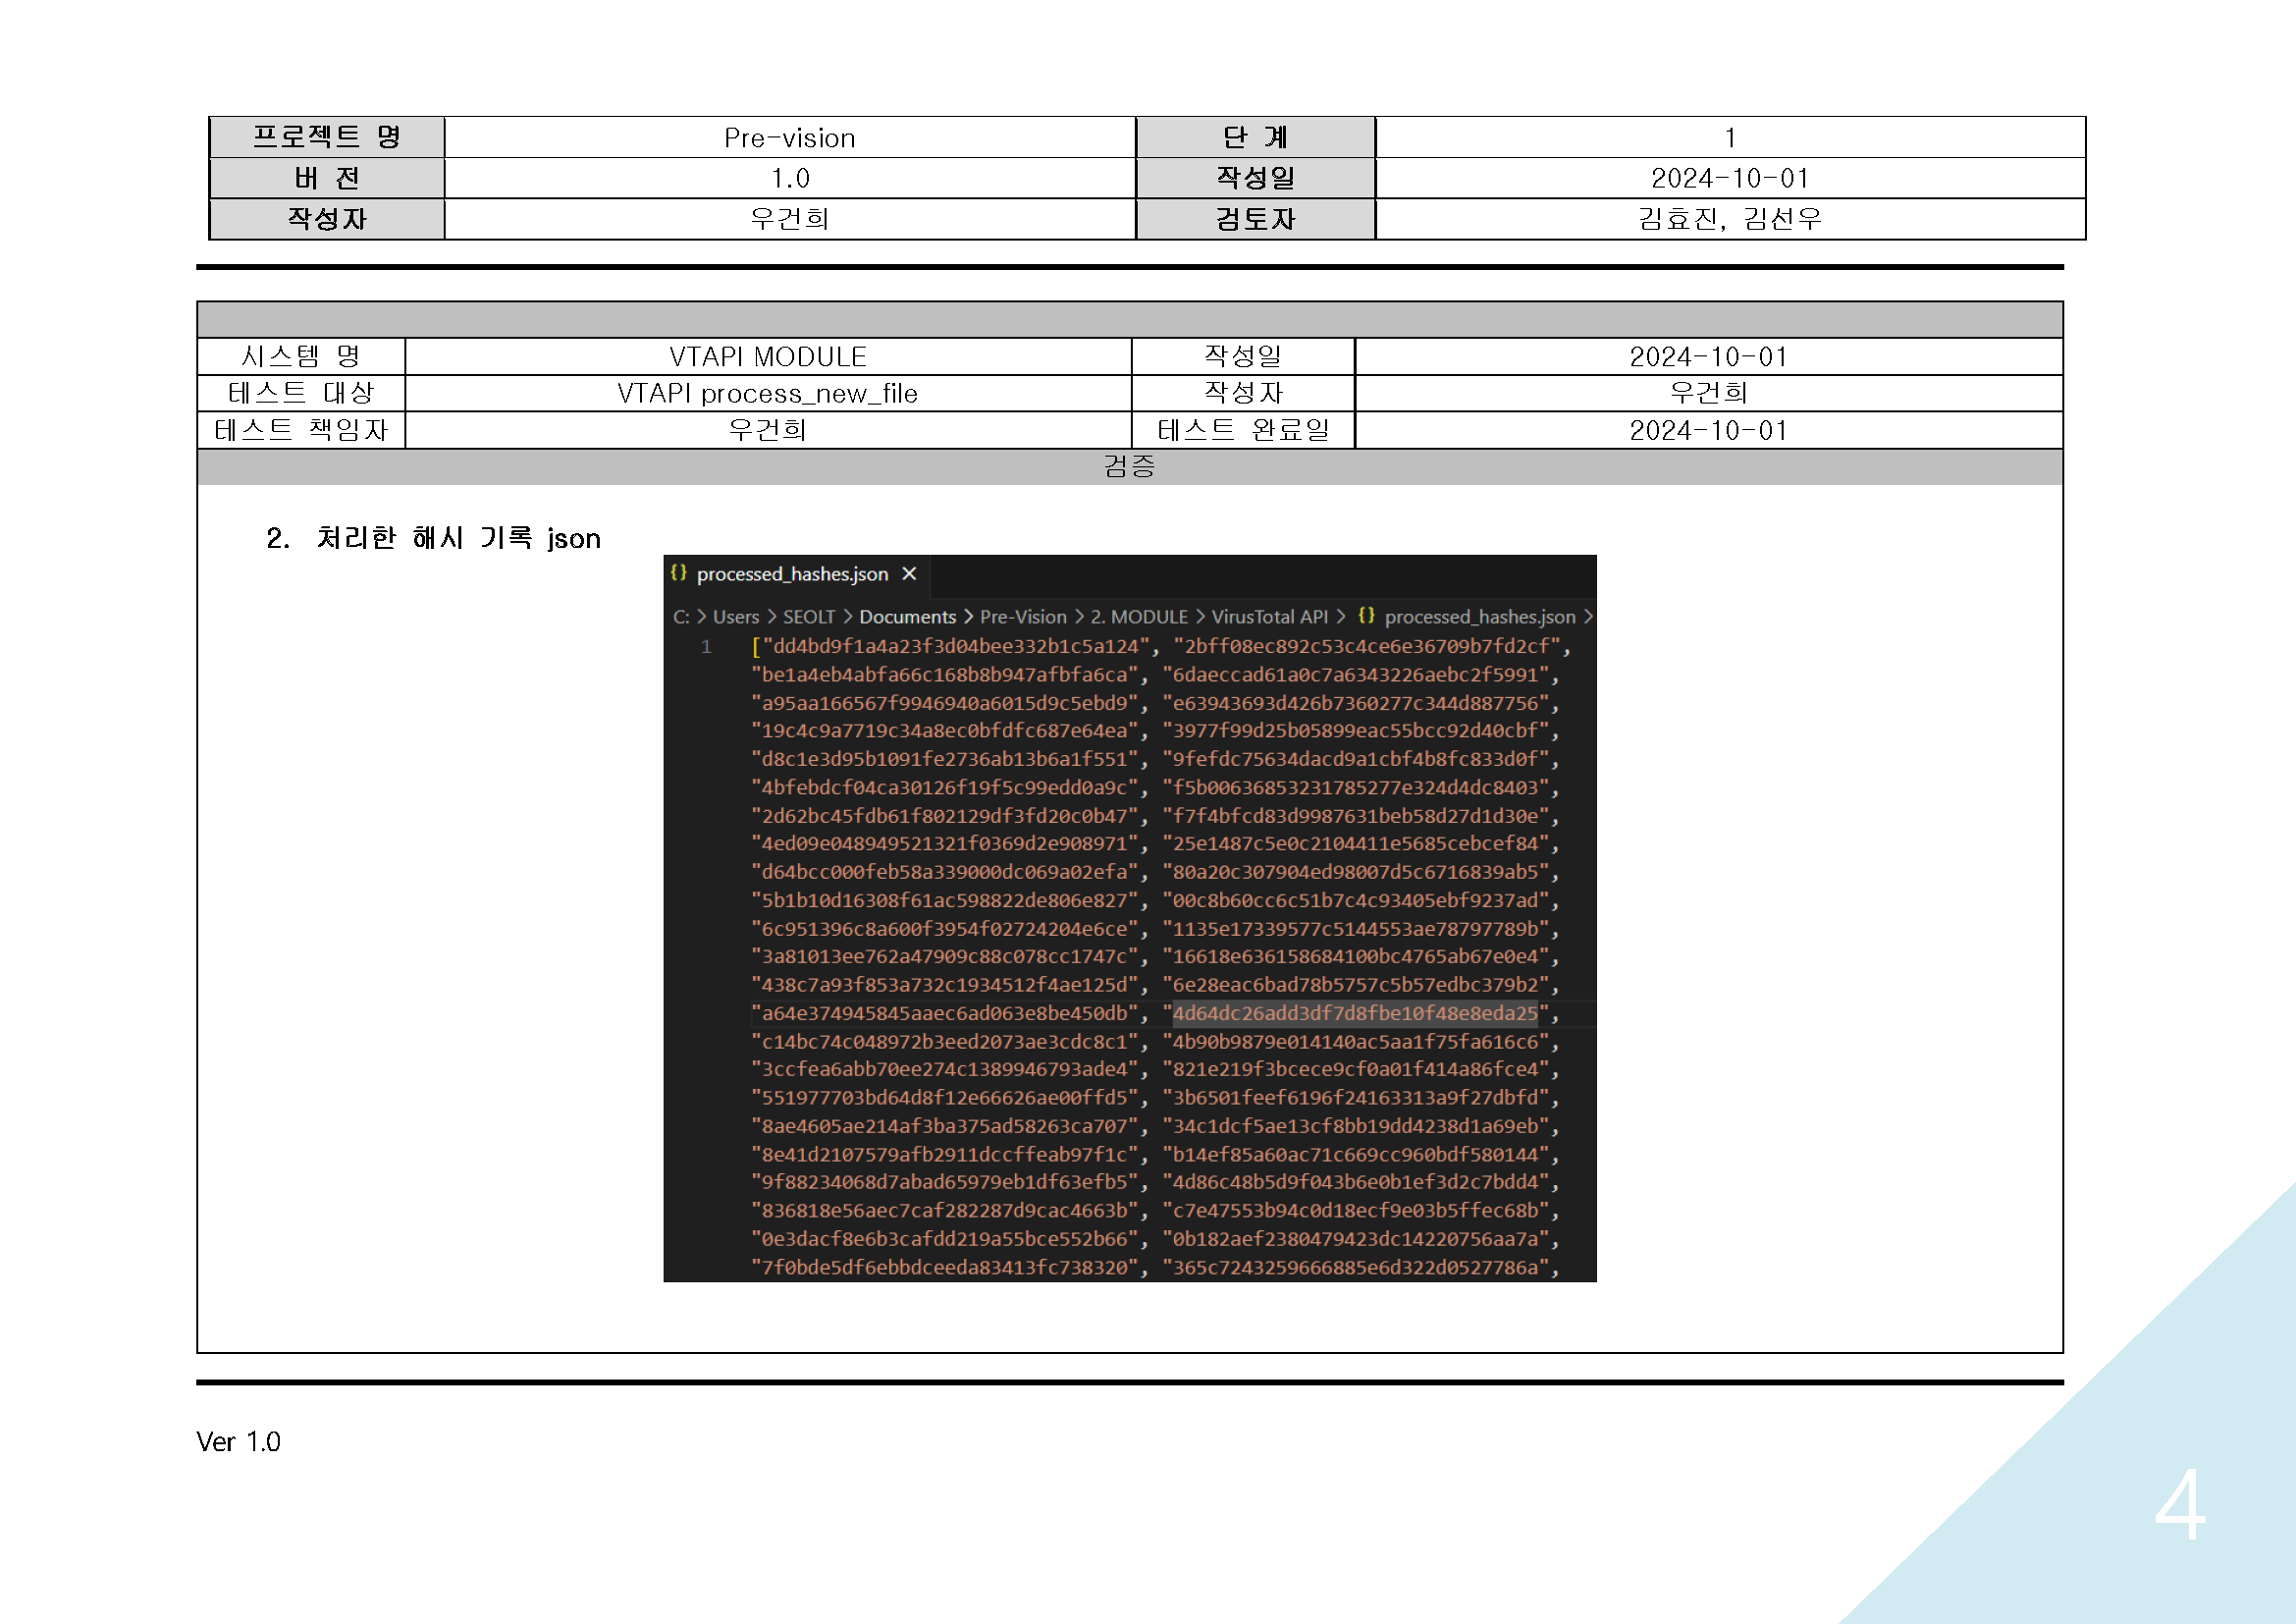 프로젝트 명 Pre-vision 단 계 1
버 전 1.0 작성일 2024-10-01
작성자 우건희 검토자 김효진, 김선우
시스템 명 VTAPI MODULE 작성일 2024-10-01
테스트 대상 VTAPI process_new_file 작성자 우건희
테스트 책임자 우건희 테스트 완료일 2024-10-01
검증
2. 처리한 해시 기록 json
{} processed_hashes.json ×
C: > Users > SEOLT > Documents > Pre-Vision > 2. MODULE > VirusTotal API > {} processed_hashes.json >
1 ["dd4bd9f1a4a23f3d04bee332b1c5a124", "2bff08ec892c53c4ce6e36709b7fd2cf",
"be1a4eb4abfa66c168b8b947afbfa6ca", "6daeccad61a0c7a6343226aebc2f5991",
"a95aa166567f9946940a6015d9c5ebd9", "e63943693d426b7360277c344d887756",
"19c4c9a7719c34a8ec0bfdfc687e64ea", "3977f99d25b05899eac55bcc92d40cbf",
"d8c1e3d95b1091fe2736ab13b6a1f551", "9fefdc75634dacd9a1cbf4b8fc833d0f",
"4bfebdcf04ca30126f19f5c99edd0a9c", "f5b00636853231785277e324d4dc8403",
"2d62bc45fdb61f802129df3fd20c0b47", "f7f4bfcd83d9987631beb58d27d1d30e",
"4ed09e048949521321f0369d2e908971", "25e1487c5e0c2104411e5685cebcef84",
"d64bcc000feb58a339000dc069a02efa", "80a20c307904ed98007d5c6716839ab5",
"5b1b10d16308f61ac598822de806e827", "00c8b60cc6c51b7c4c93405ebf9237ad",
"6c951396c8a600f3954f02724204e6ce", "1135e17339577c5144553ae78797789b",
"3a81013ee762a47909c88c078cc1747c", "16618e636158684100bc4765ab67e0e4",
"438c7a93f853a732c1934512f4ae125d", "6e28eac6bad78b5757c5b57edbc379b2",
"a64e374945845aaec6ad063e8be450db", "4d64dc26add3df7d8fbe10f48e8eda25",
"c14bc74c048972b3eed2073ae3cdc8c1", "4b90b9879e014140ac5aa1f75fa616c6",
"3ccfea6abb70ee274c1389946793ade4", "821e219f3bcece9cf0a01f414a86fce4",
"551977703bd64d8f12e66626ae00ffd5", "3b6501feef6196f24163313a9f27dbfd",
"8ae4605ae214af3ba375ad58263ca707", "34c1dcf5ae13cf8bb19dd4238d1a69eb",
"8e41d2107579afb2911dccffeab97f1c", "b14ef85a60ac71c669cc960bdf580144",
"9f88234068d7abad65979eb1df63efb5", "4d86c48b5d9f043b6e0b1ef3d2c7bdd4",
"836818e56aec7caf282287d9cac4663b", "c7e47553b94c0d18ecf9e03b5ffec68b",
"0e3dacf8e6b3cafdd219a55bce552b66", "0b182aef2380479423dc14220756aa7a",
"7f0bde5df6ebbdceeda83413fc738320", "365c7243259666885e6d322d0527786a",
Ver 1.0
4